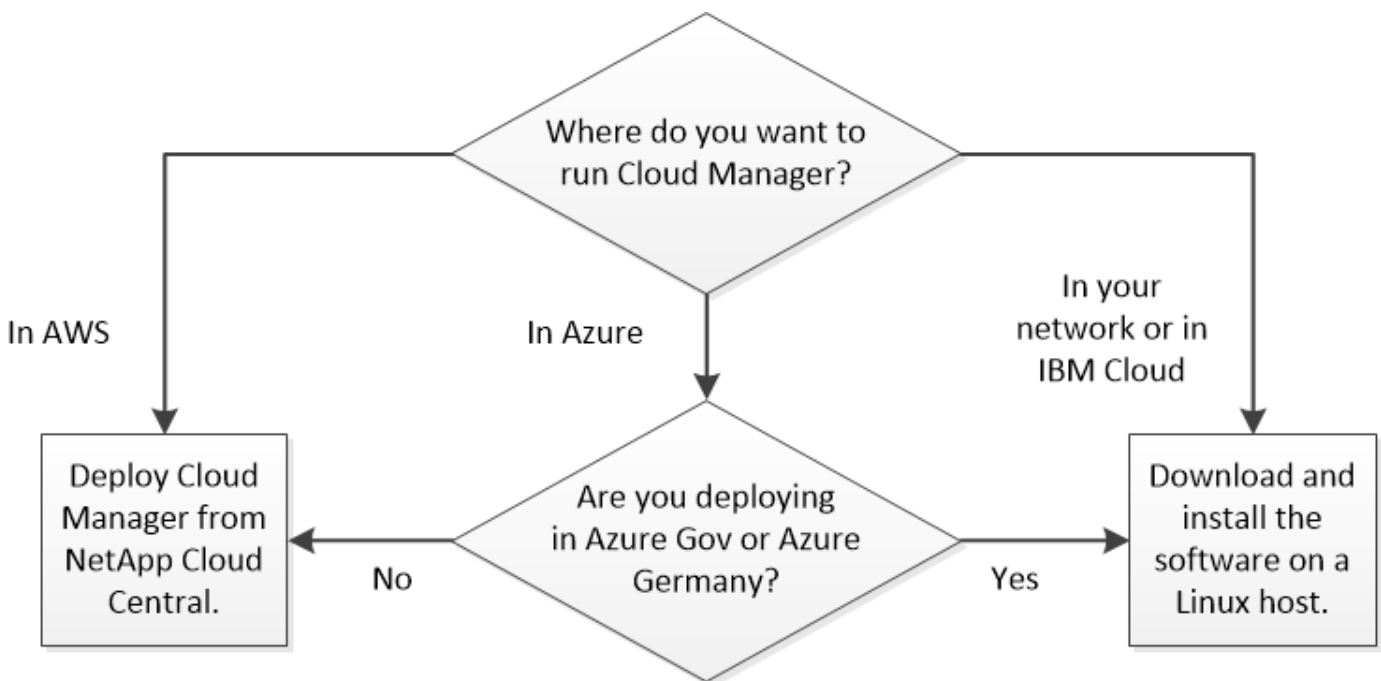 Where do you want to
run Cloud Manager?
In AWS
In Azure
In your
network or in
IBM Cloud
Deploy Cloud
Manager from
NetApp Cloud
Central.
No
Are you deploying
in Azure Gov or Azure
Germany?
Yes
Download and
install the
software on a
Linux host.